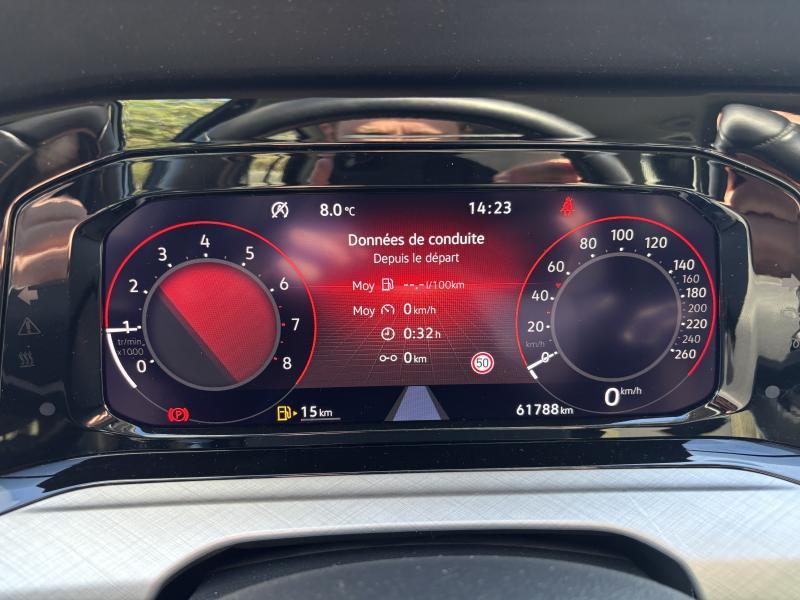 8.0 °C
14:23
Données de conduite
Depuis le départ
Moy --,- l/100km
Moy 0 km/h
0:32 h
0 km
50
0 1 2 3 4 5 6 7 8
tr/min
x1000
0 20 40 60 80 100 120 140 160 180 200 220 240 260
km/h
0 km/h
P
15 km
61788 km